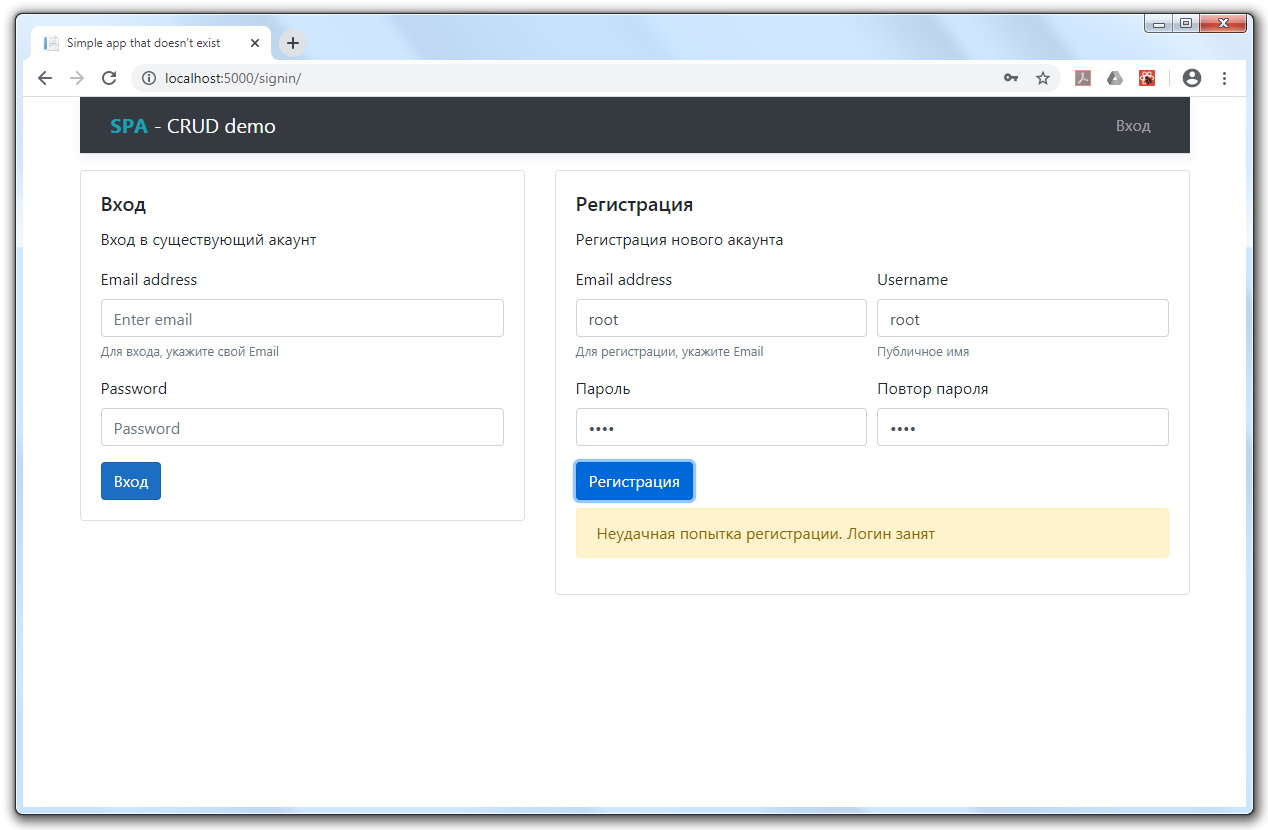 Simple app that doesn't exist
localhost:5000/signin/
SPA - CRUD demo
Вход
Вход
Вход в существующий акаунт
Email address
Enter email
Для входа, укажите свой Email
Password
Password
Вход
Регистрация
Регистрация нового акаунта
Email address
Username
root
root
Для регистрации, укажите Email
Публичное имя
Пароль
Повтор пароля
••••
••••
Регистрация
Неудачная попытка регистрации. Логин занят